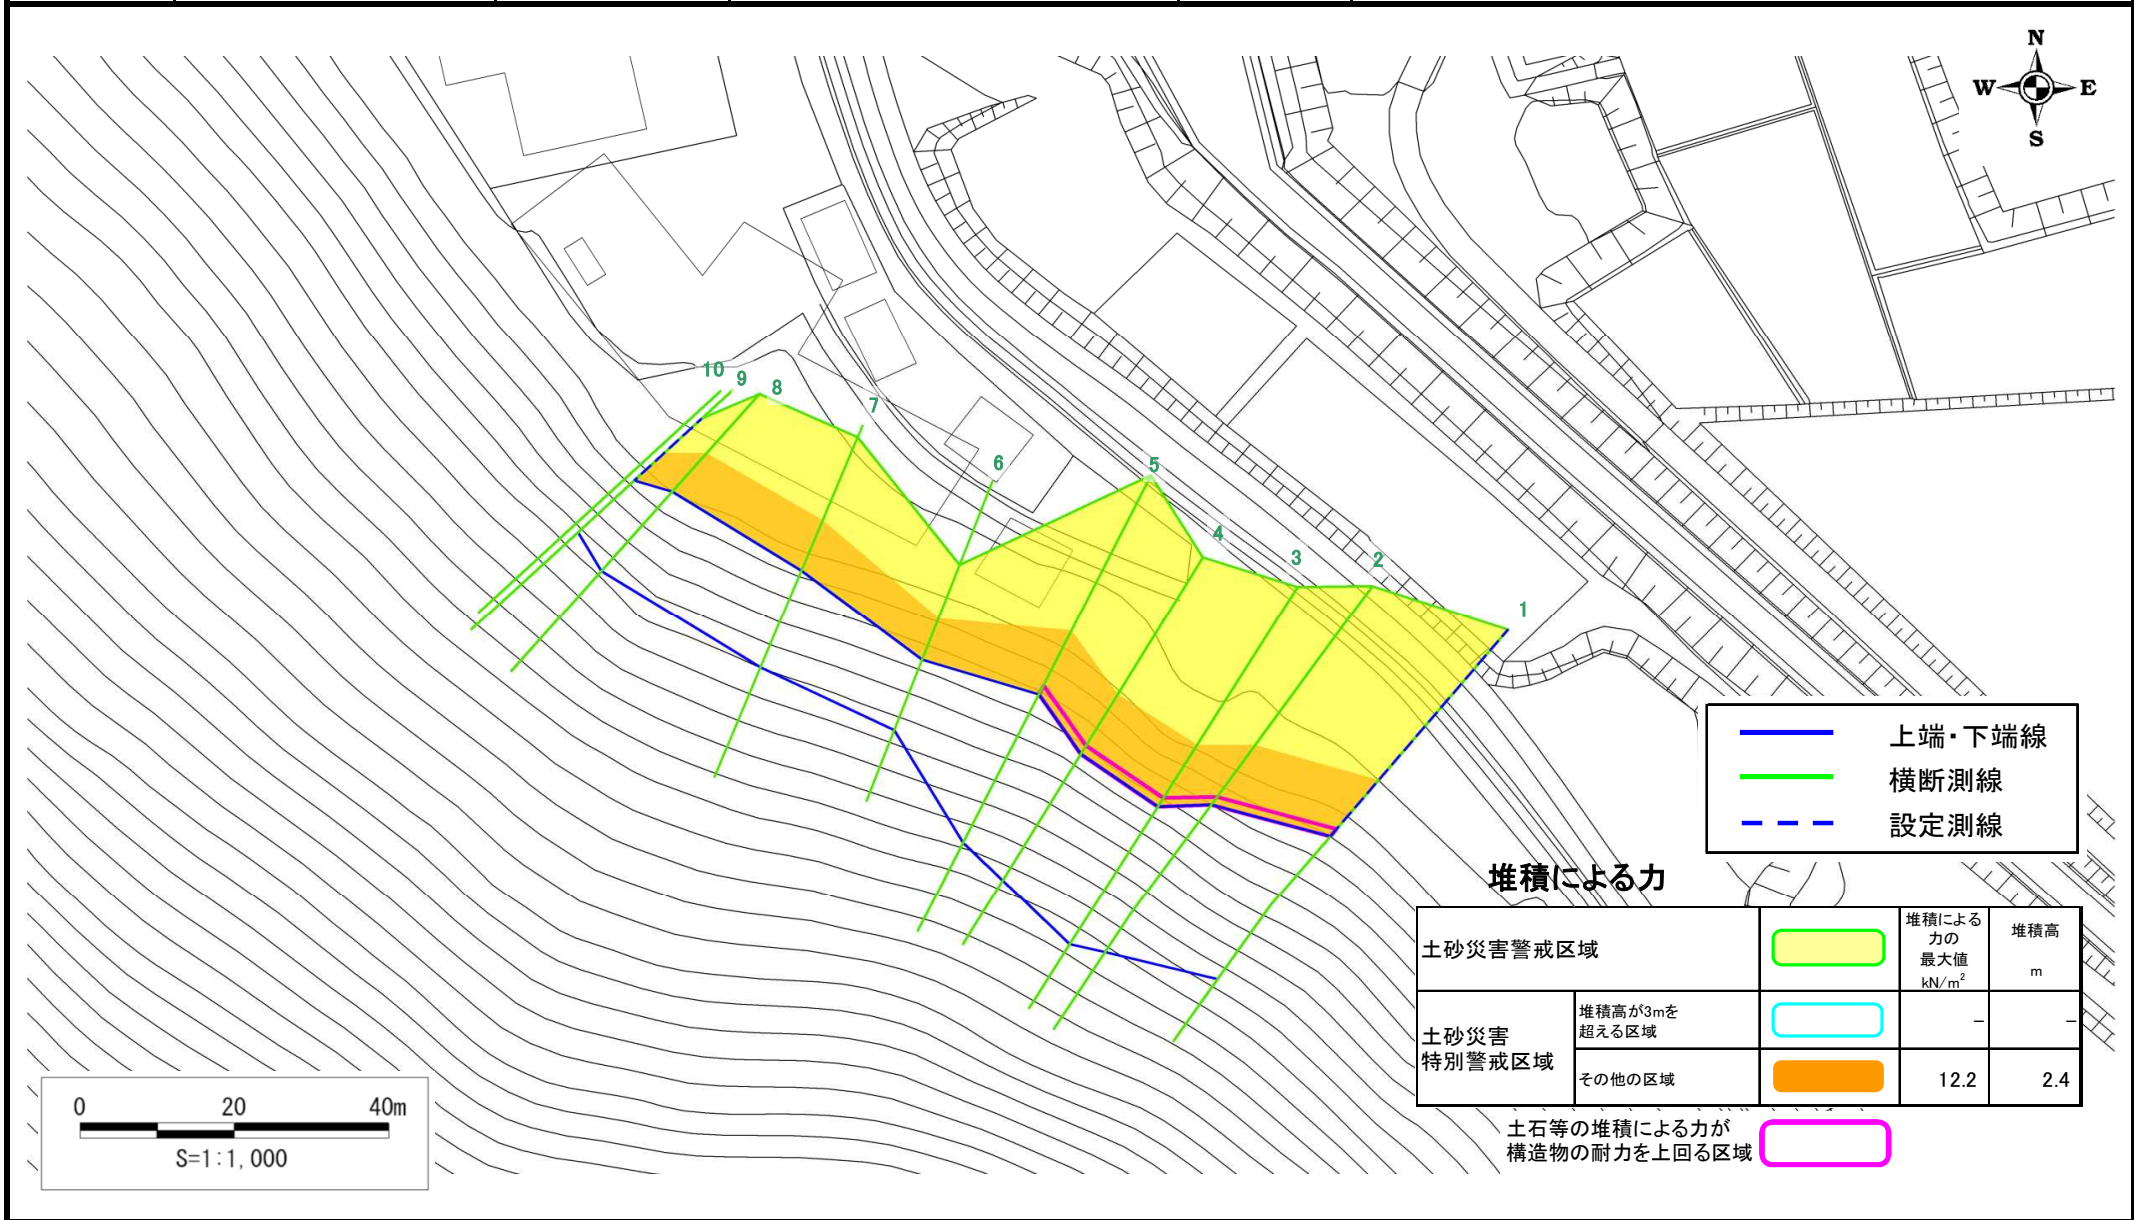 N
W E
S
10
9
8
7
6
5
4
3
2
1
上端・下端線
横断測線
設定測線
堆積による力
土砂災害警戒区域
堆積による
力の
最大値
kN/m²
堆積高
m
土砂災害
特別警戒区域
堆積高が3mを
超える区域
－ －
その他の区域
12.2 2.4
土石等の堆積による力が
構造物の耐力を上回る区域
0 20 40m
S=1:1,000